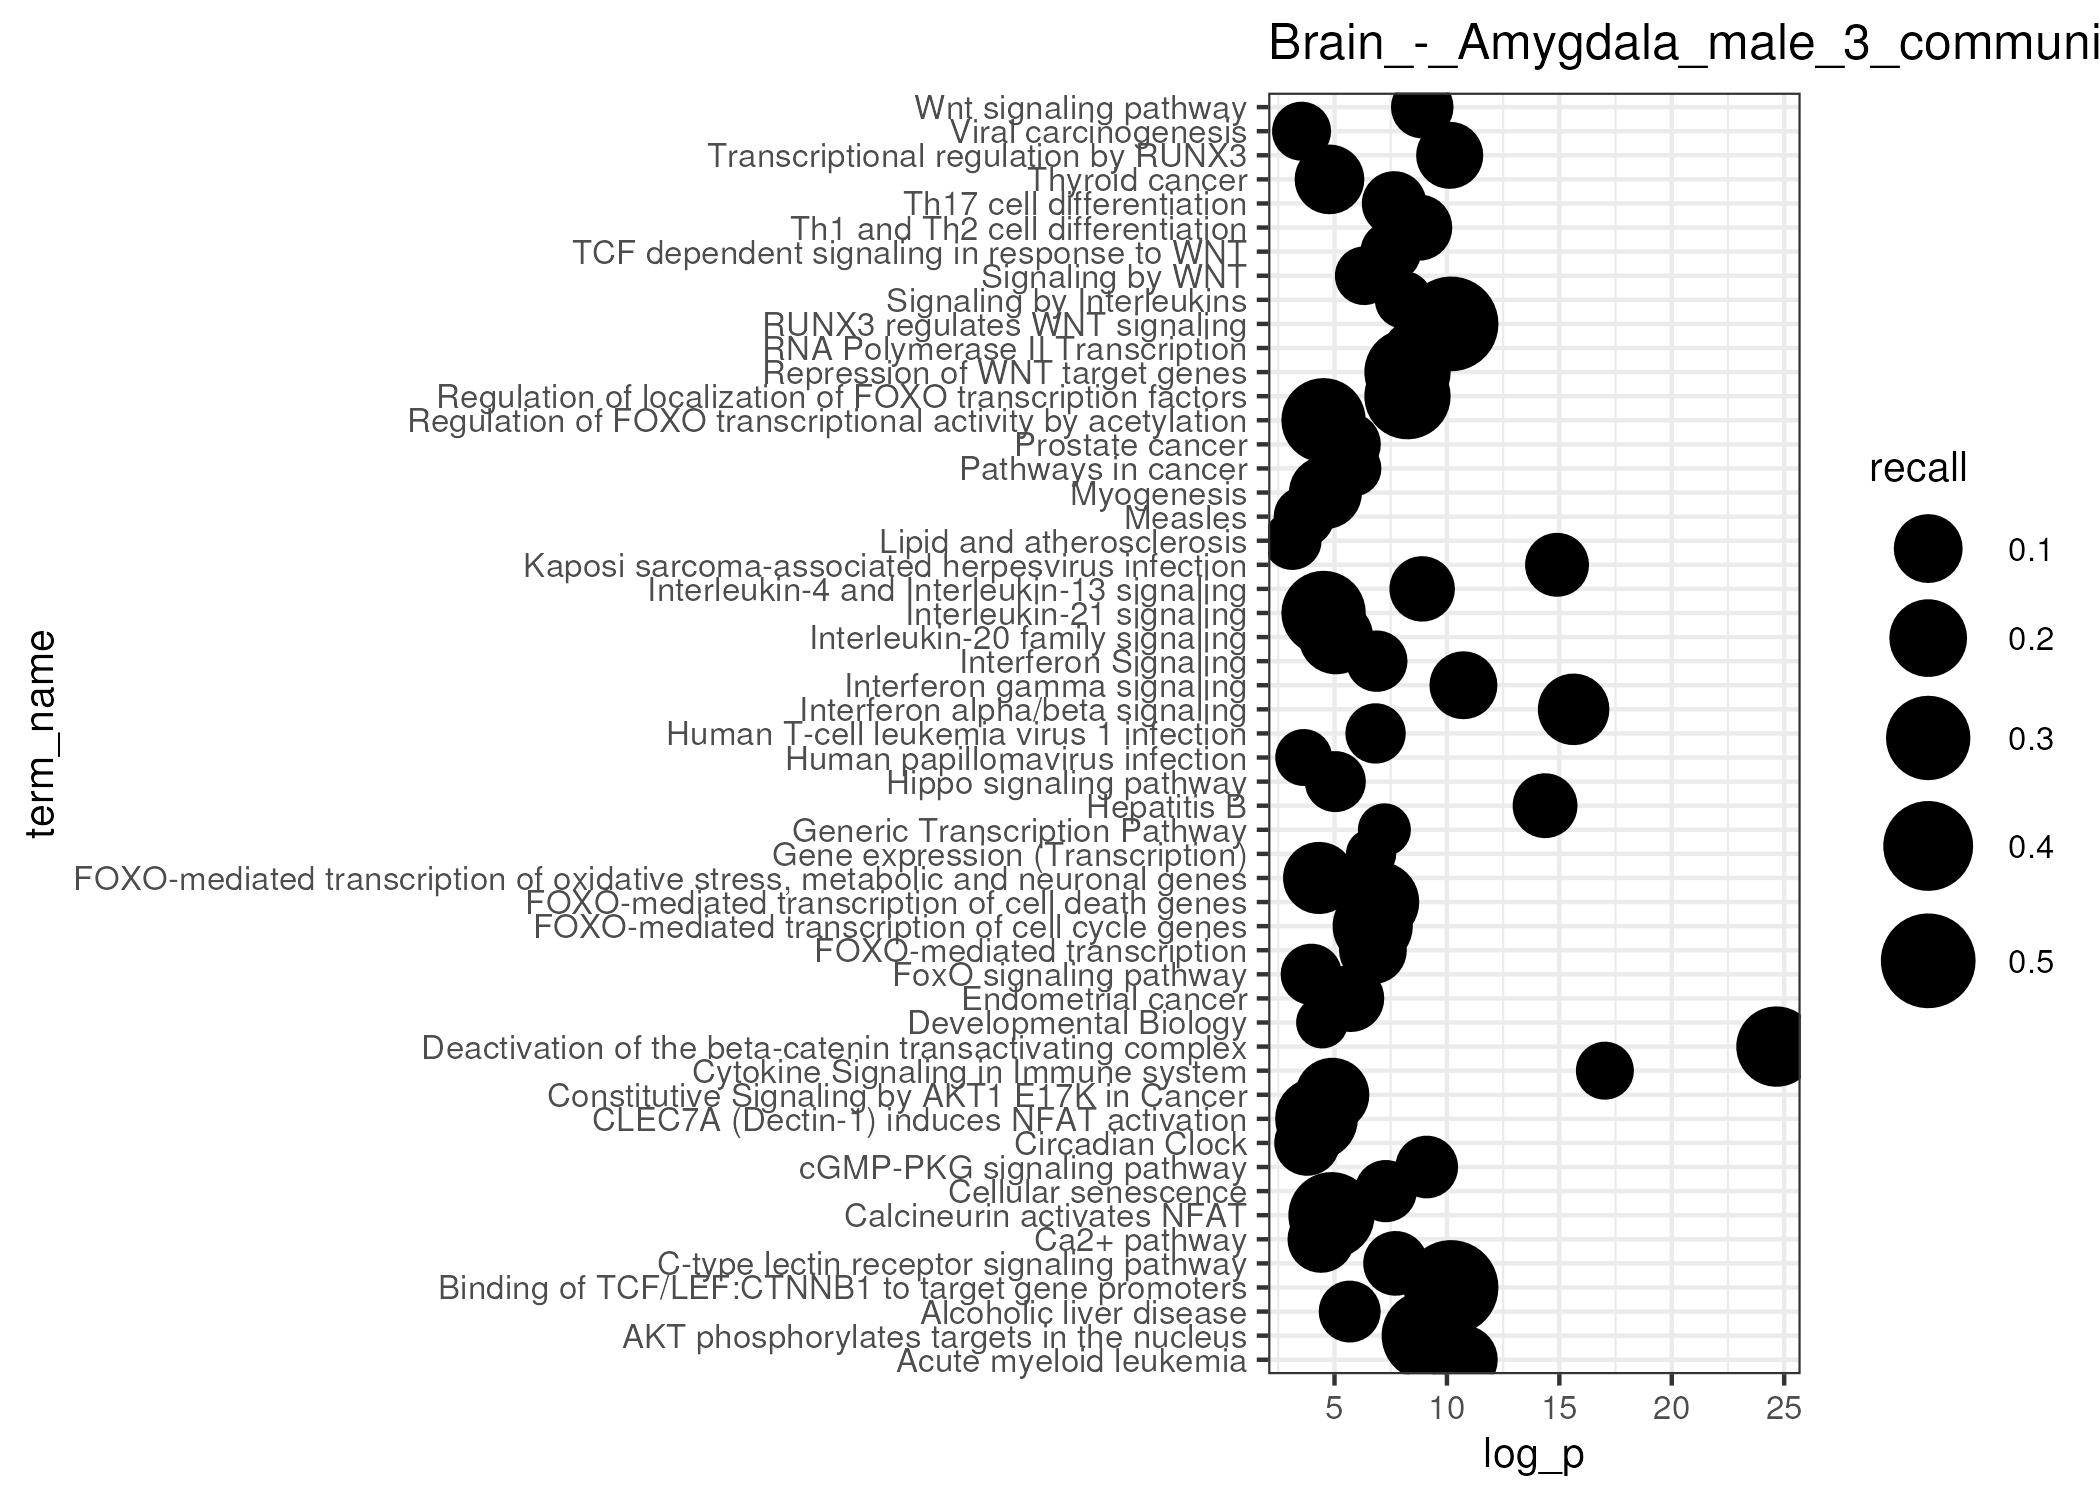 Brain_-_Amygdala_male_3_communi
term_name
Wnt signaling pathway
Viral carcinogenesis
Transcriptional regulation by RUNX3
Thyroid cancer
Th17 cell differentiation
Th1 and Th2 cell differentiation
TCF dependent signaling in response to WNT
Signaling by WNT
Signaling by Interleukins
RUNX3 regulates WNT signaling
RNA Polymerase II Transcription
Repression of WNT target genes
Regulation of localization of FOXO transcription factors
Regulation of FOXO transcriptional activity by acetylation
Prostate cancer
Pathways in cancer
Myogenesis
Measles
Lipid and atherosclerosis
Kaposi sarcoma-associated herpesvirus infection
Interleukin-4 and Interleukin-13 signaling
Interleukin-21 signaling
Interleukin-20 family signaling
Interferon Signaling
Interferon gamma signaling
Interferon alpha/beta signaling
Human T-cell leukemia virus 1 infection
Human papillomavirus infection
Hippo signaling pathway
Hepatitis B
Generic Transcription Pathway
Gene expression (Transcription)
FOXO-mediated transcription of oxidative stress, metabolic and neuronal genes
FOXO-mediated transcription of cell death genes
FOXO-mediated transcription of cell cycle genes
FOXO-mediated transcription
FoxO signaling pathway
Endometrial cancer
Developmental Biology
Deactivation of the beta-catenin transactivating complex
Cytokine Signaling in Immune system
Constitutive Signaling by AKT1 E17K in Cancer
CLEC7A (Dectin-1) induces NFAT activation
Circadian Clock
cGMP-PKG signaling pathway
Cellular senescence
Calcineurin activates NFAT
Ca2+ pathway
C-type lectin receptor signaling pathway
Binding of TCF/LEF:CTNNB1 to target gene promoters
Alcoholic liver disease
AKT phosphorylates targets in the nucleus
Acute myeloid leukemia
5 10 15 20 25
log_p
recall
0.1
0.2
0.3
0.4
0.5